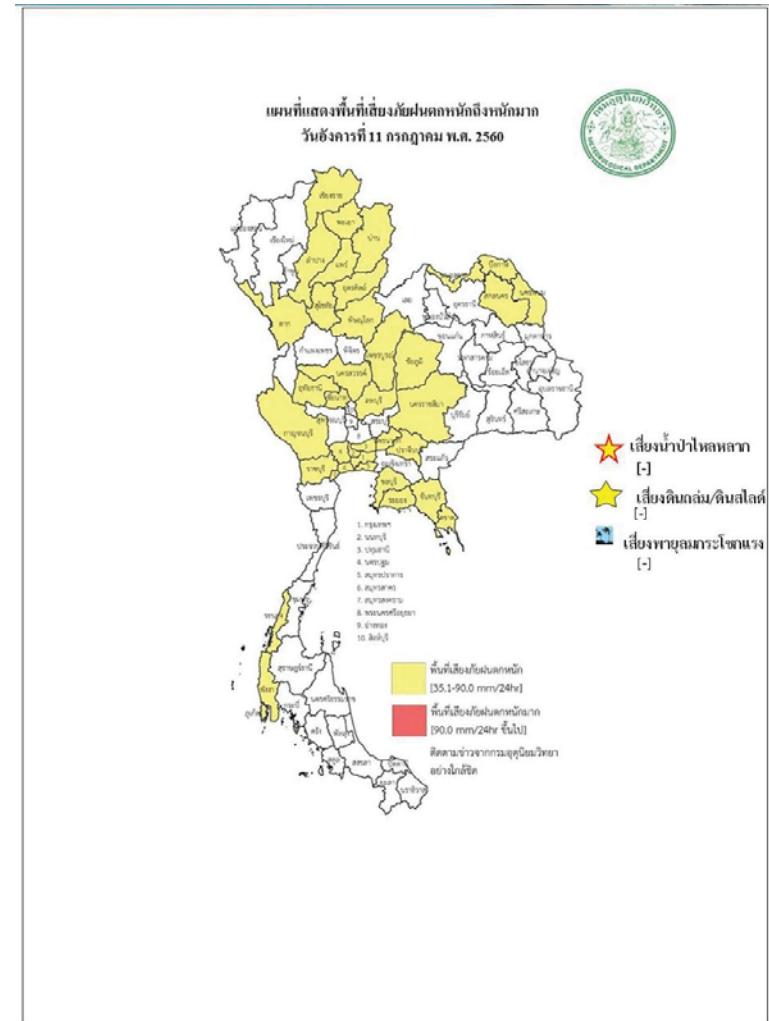 แผนที่แสดงพื้นที่เสี่ยงภัยฝนตกหนักถึงหนักมาก
วันอังคารที่ 11 กรกฎาคม พ.ศ. 2560
กรมอุตุนิยมวิทยา
METEOROLOGICAL DEPARTMENT
เชียงราย
พะเยา
น่าน
เชียงใหม่
ลำปาง
แพร่
อุตรดิตถ์
สุโขทัย
ตาก
พิษณุโลก
เลย
อุดรธานี
บึงกาฬ
สกลนคร
นครพนม
มุกดาหาร
กำแพงเพชร
พิจิตร
เพชรบูรณ์
ขอนแก่น
กาฬสินธุ์
ชัยภูมิ
ร้อยเอ็ด
อุบลราชธานี
นครสวรรค์
อุทัยธานี
ชัยนาท
ลพบุรี
นครราชสีมา
บุรีรัมย์
สุรินทร์
ศรีสะเกษ
กาญจนบุรี
สระบุรี
ปราจีนบุรี
สระแก้ว
ฉะเชิงเทรา
ราชบุรี
ชลบุรี
ระยอง
จันทบุรี
ตราด
เพชรบุรี
ประจวบคีรีขันธ์
1. กรุงเทพฯ
2. นนทบุรี
3. ปทุมธานี
4. นครปฐม
5. สมุทรปราการ
6. สมุทรสาคร
7. สมุทรสงคราม
8. พระนครศรีอยุธยา
9. อ่างทอง
10. สิงห์บุรี
เสี่ยงน้ำป่าไหลหลาก
[-]
เสี่ยงดินถล่ม/ดินสไลด์
[-]
เสี่ยงพายุลมกระโชกแรง
[-]
สุราษฎร์ธานี
พังงา
กระบี่
ภูเก็ต
นครศรีธรรมราช
ตรัง
พัทลุง
สตูล
สงขลา
ปัตตานี
ยะลา
นราธิวาส
พื้นที่เสี่ยงภัยฝนตกหนัก
[35.1-90.0 mm/24hr]
พื้นที่เสี่ยงภัยฝนตกหนักมาก
[90.0 mm/24hr ขึ้นไป]
ติดตามข่าวจากกรมอุตุนิยมวิทยา
อย่างใกล้ชิด